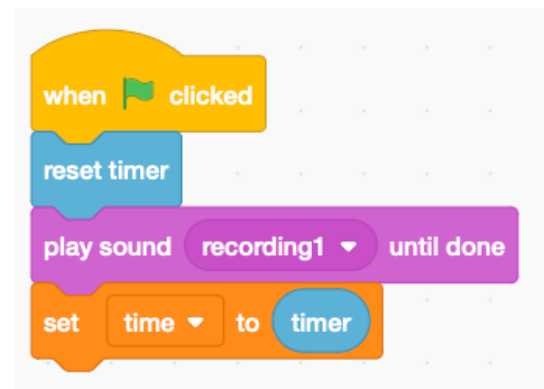 when clicked
reset timer
play sound recording1 until done
set time to timer